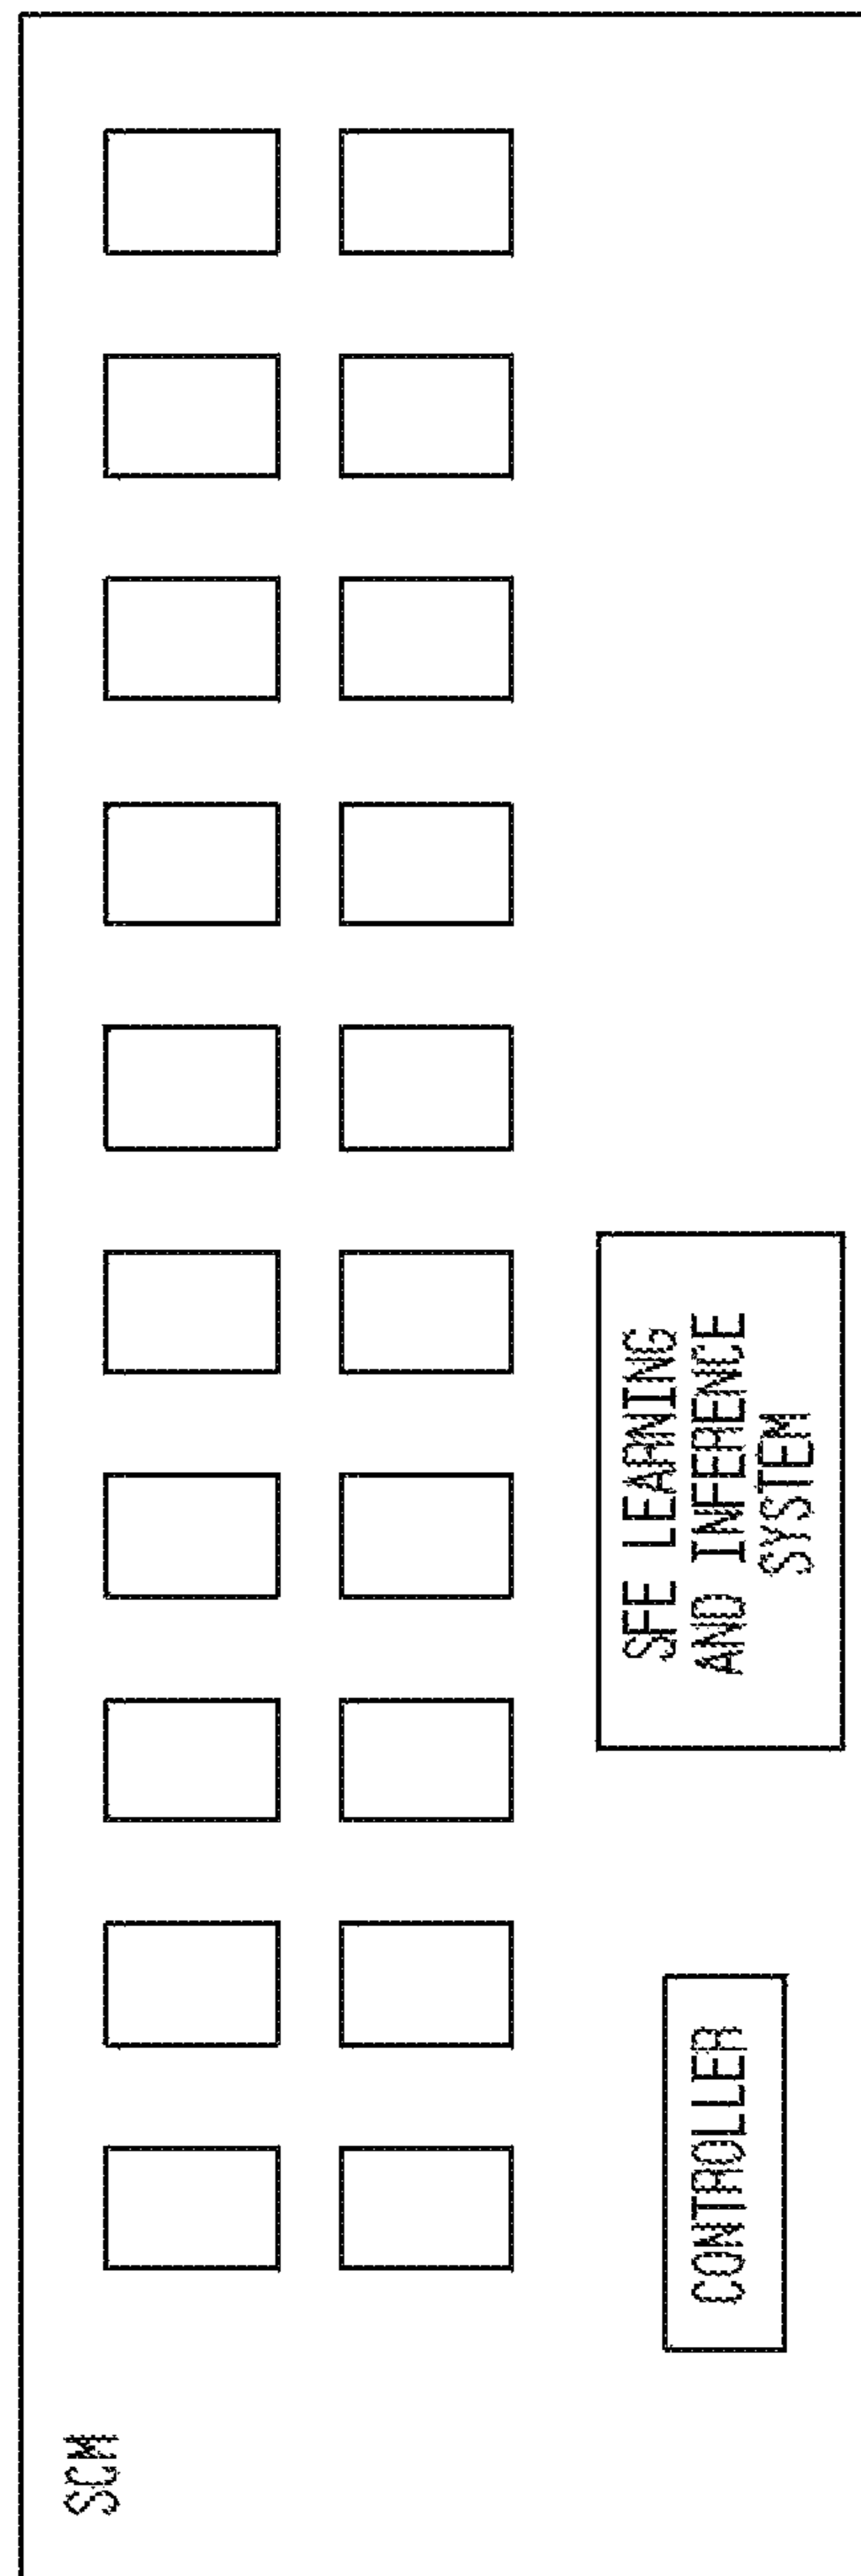 SCM
CONTROLLER
SFE LEARNING
AND INFERENCE
SYSTEM